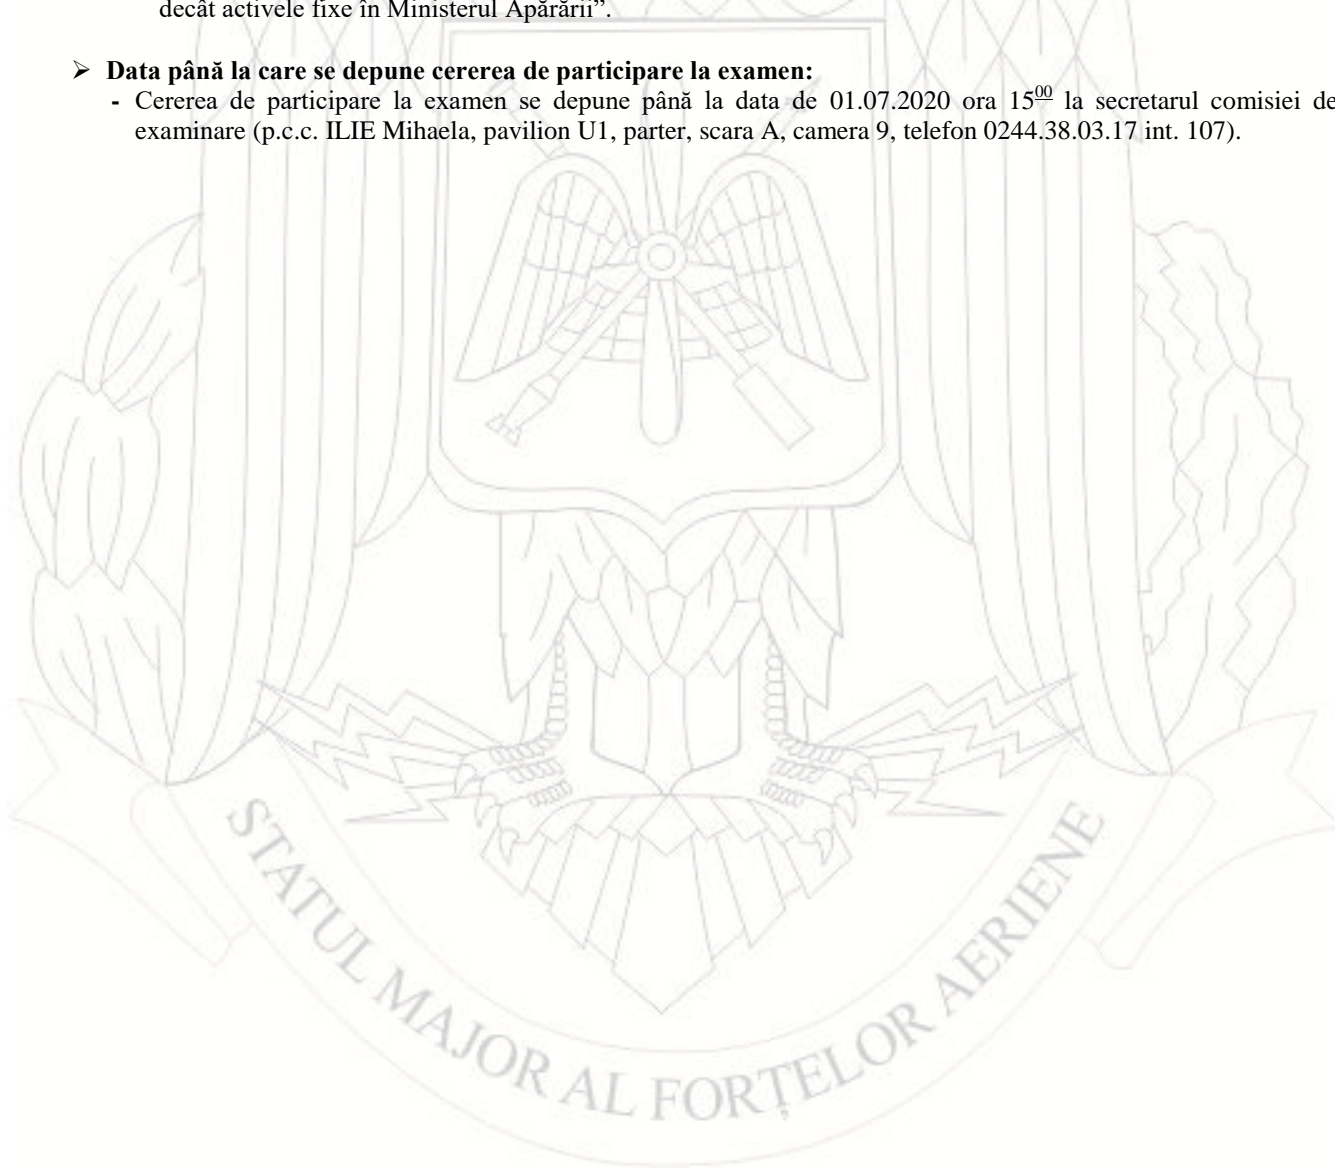 decât activele fixe în Ministerul Apărării”.
➢ Data până la care se depune cererea de participare la examen:
- Cererea de participare la examen se depune până la data de 01.07.2020 ora 15⁰⁰ la secretarul comisiei de
examinare (p.c.c. ILIE Mihaela, pavilion U1, parter, scara A, camera 9, telefon 0244.38.03.17 int. 107).
STATUL MAJOR AL FORȚELOR AERIENE